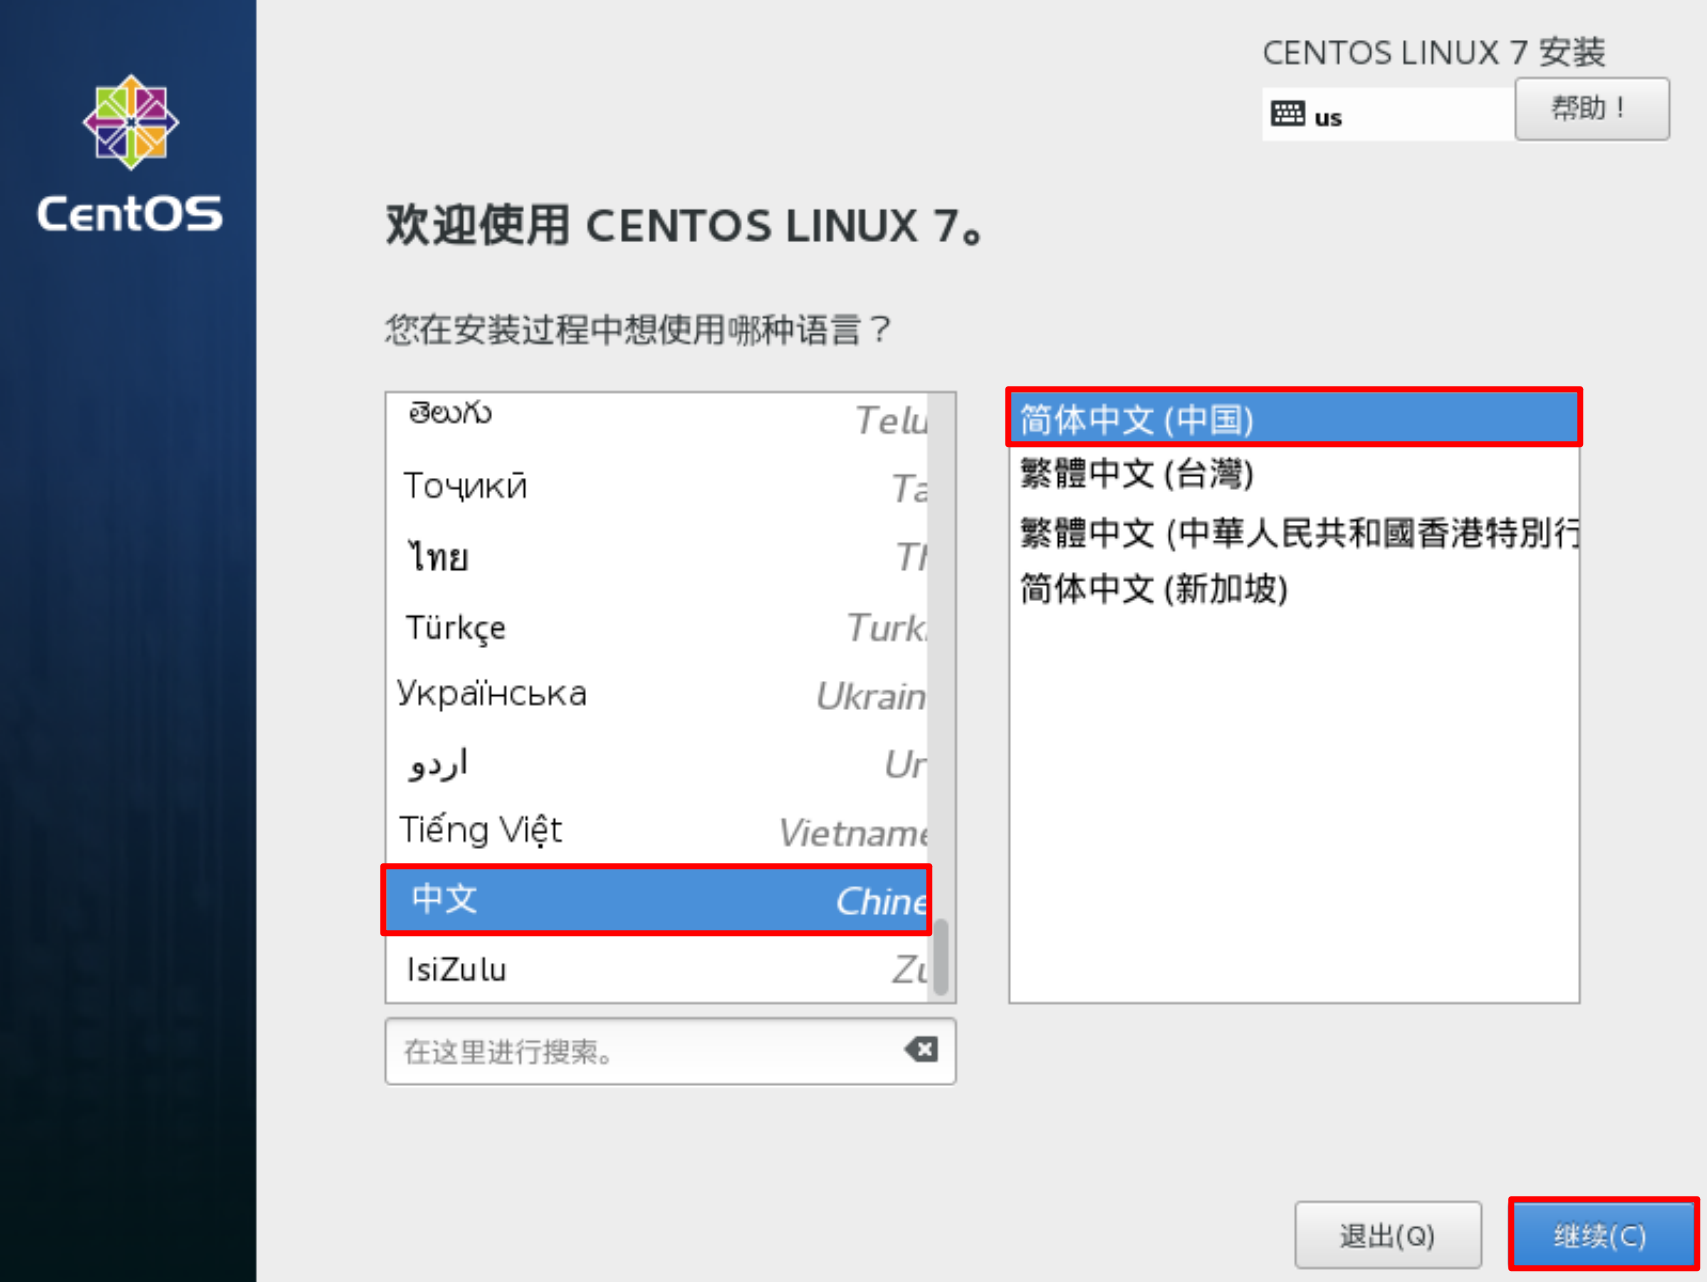 CentOS
CENTOS LINUX 7 安装
us
帮助！
欢迎使用 CENTOS LINUX 7。
您在安装过程中想使用哪种语言？
తెలుగు Telu
Тоҷикӣ Ta
ไทย Th
Türkçe Turk
Українська Ukrain
اردو Ur
Tiếng Việt Vietname
中文 Chine
IsiZulu Zu
简体中文 (中国)
繁體中文 (台灣)
繁體中文 (中華人民共和國香港特別行
简体中文 (新加坡)
在这里进行搜索。
退出(Q)
继续(C)